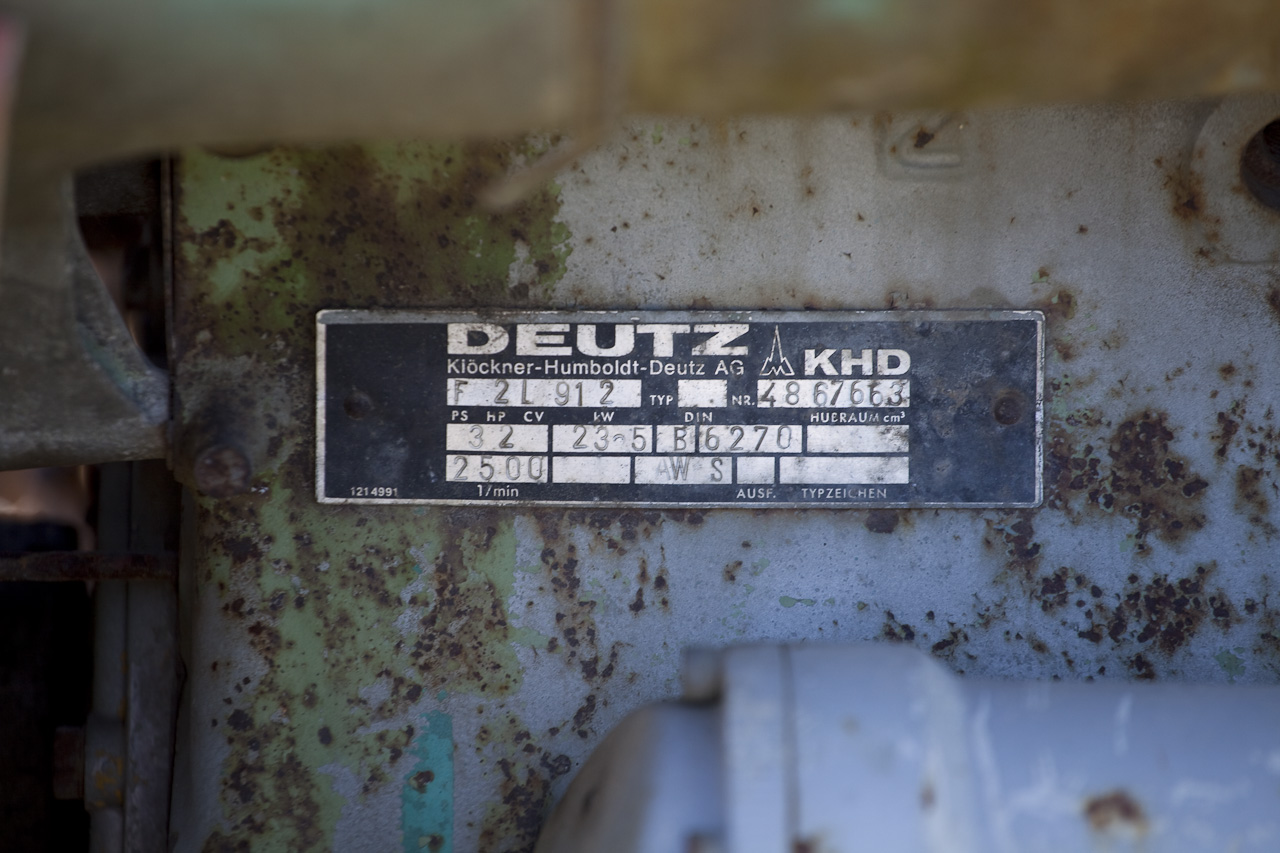 DEUTZ
KHD
Klöckner-Humboldt-Deutz AG
F 2L 912 TYP NR. 4867663
PS HP CV kW DIN HUBRAUM cm³
32 23-5 B 6270
2500 AW S
1214991 1/min AUSF. TYPZEICHEN